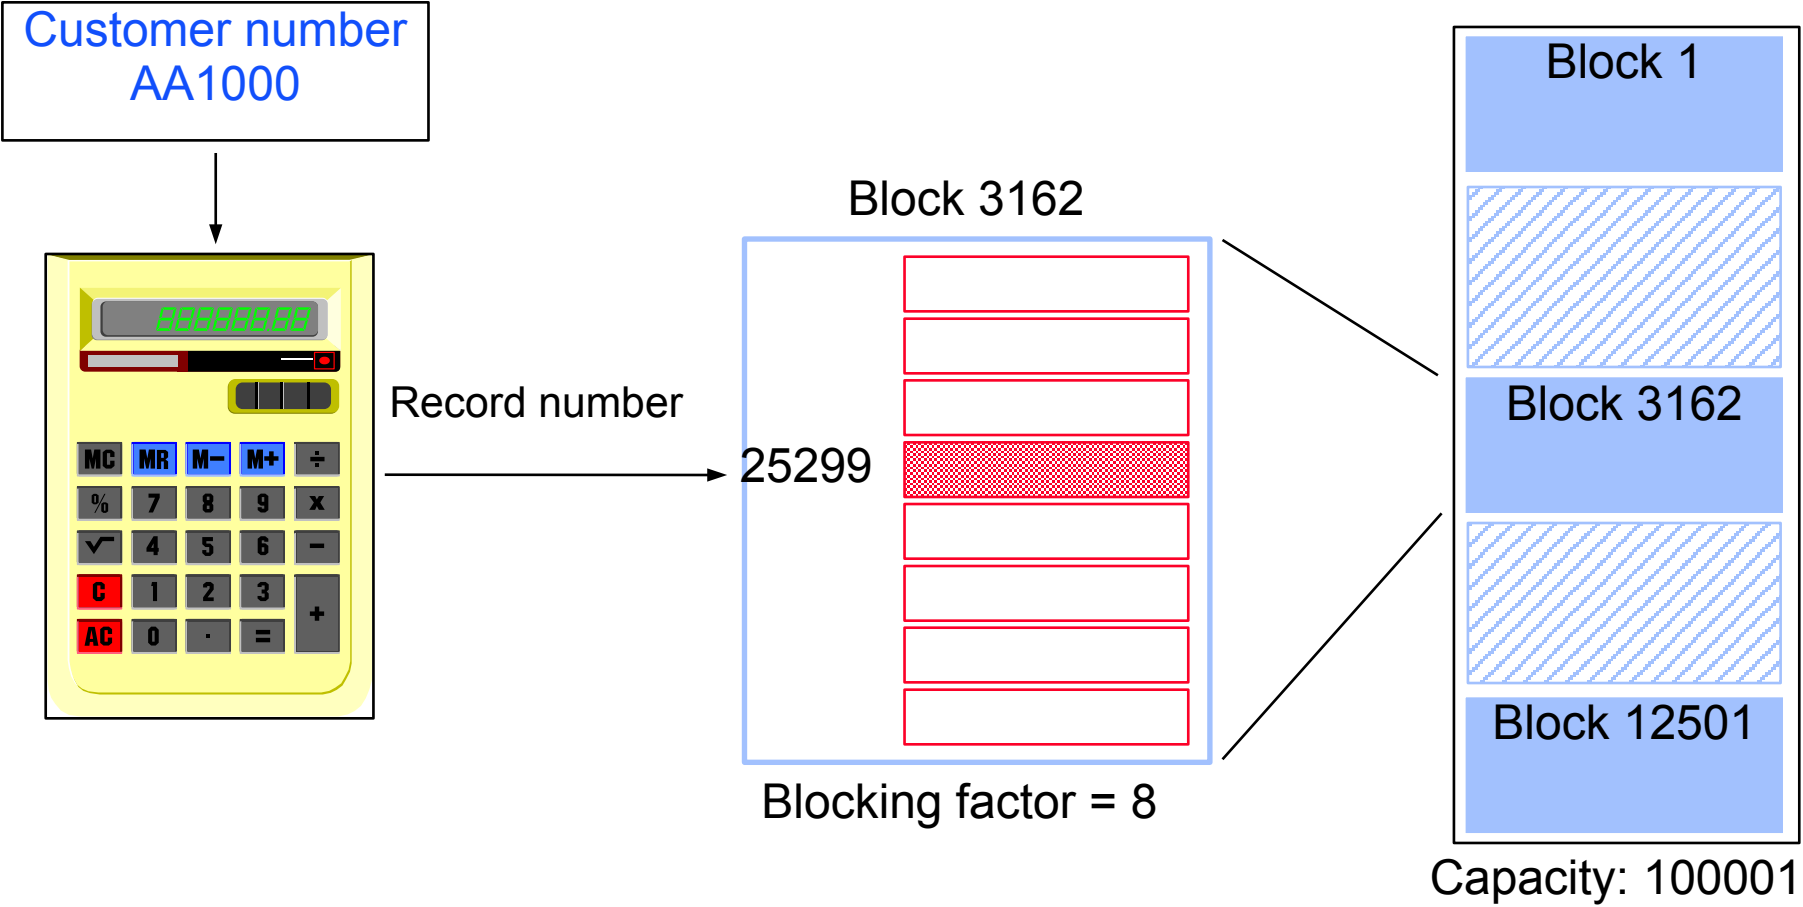 Customer number
AA1000
Record number
MC MR M− M+ ÷
% 7 8 9 x
√ 4 5 6 −
C 1 2 3 +
AC 0 · =
Block 3162
25299
Blocking factor = 8
Block 1
Block 3162
Block 12501
Capacity: 100001